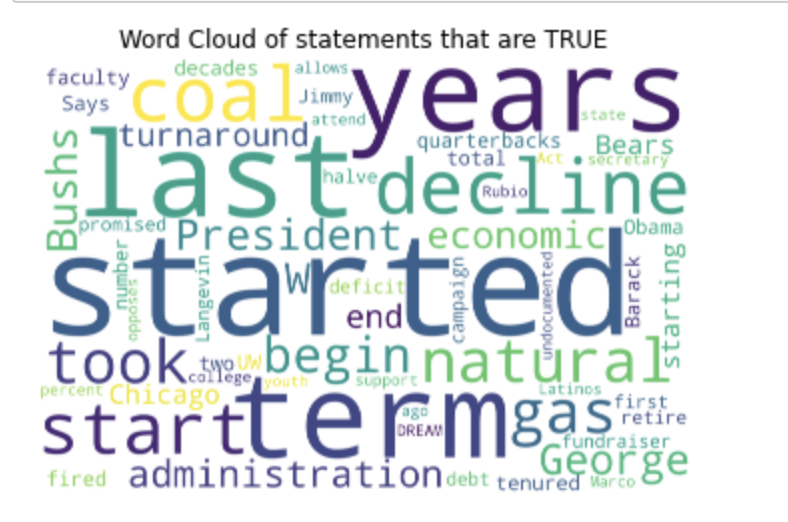 Word Cloud of statements that are TRUE
faculty
decades
allows
years
Says
coal
Jimmy
attend
state
turnaround
quarterbacks
Bears
Bushs
last
total
Act
secretary
halve
decline
Rubio
promised
President
economic
Obama
started
number
opposes
Langevin
W
deficit
end
campaign
undocumented
Barack
starting
took
two
UW
begin
natural
college
youth
support
percent
Chicago
Latinos
start
term
ago
DREAM
gas
first
retire
fundraiser
George
fired
administration
debt
tenured
Marco